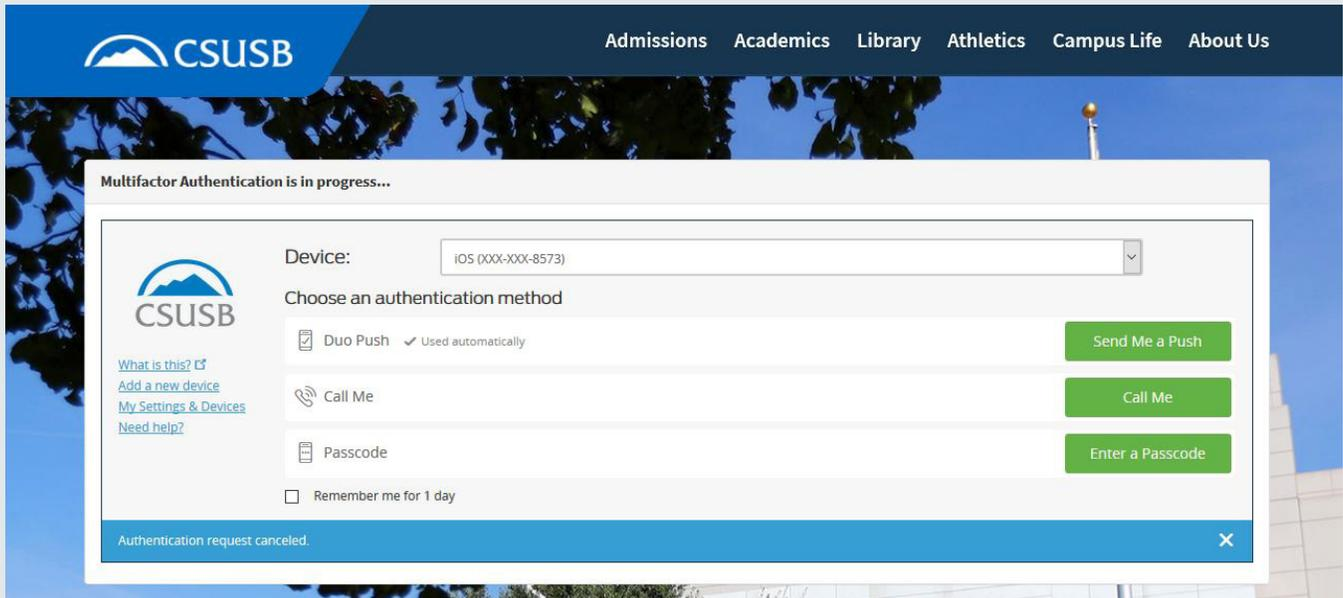 CSUSB
Admissions Academics Library Athletics Campus Life About Us
Multifactor Authentication is in progress...
CSUSB
What is this?
Add a new device
My Settings & Devices
Need help?
Device: iOS (XXX-XXX-8573)
Choose an authentication method
Duo Push Used automatically Send Me a Push
Call Me Call Me
Passcode Enter a Passcode
Remember me for 1 day
Authentication request canceled.